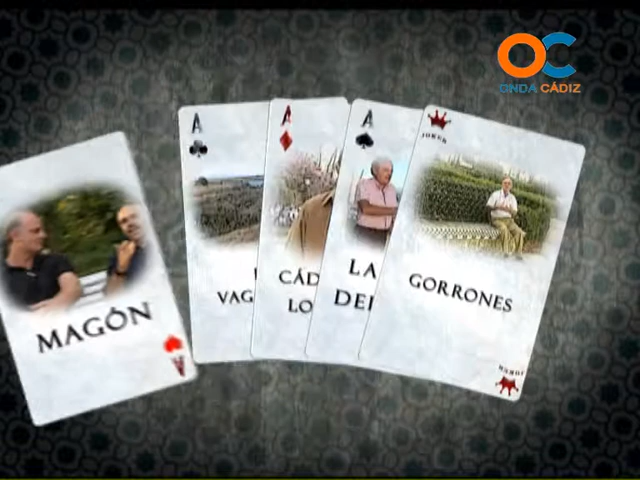 OC
ONDA CÁDIZ
A
A
A
JOKER
MAGÓN
A
VAG
CÁD
LO
LA
DE
GORRONES
JOKER